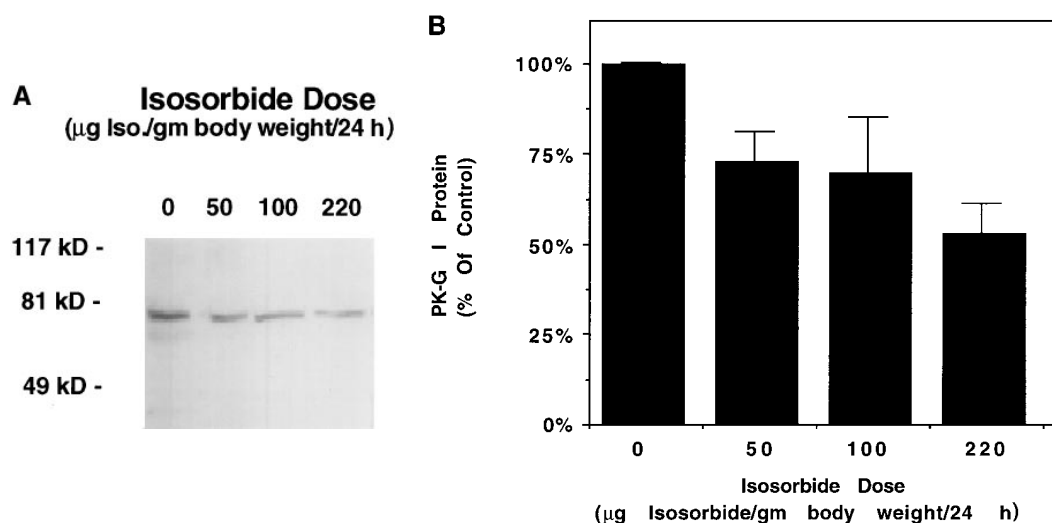 A
Isosorbide Dose
(μg Iso./gm body weight/24 h)
0 50 100 220
117 kD -
81 kD -
49 kD -
B
PK-G I Protein
(% Of Control)
100%
75%
50%
25%
0%
0 50 100 220
Isosorbide Dose
(μg Isosorbide/gm body weight/24 h)